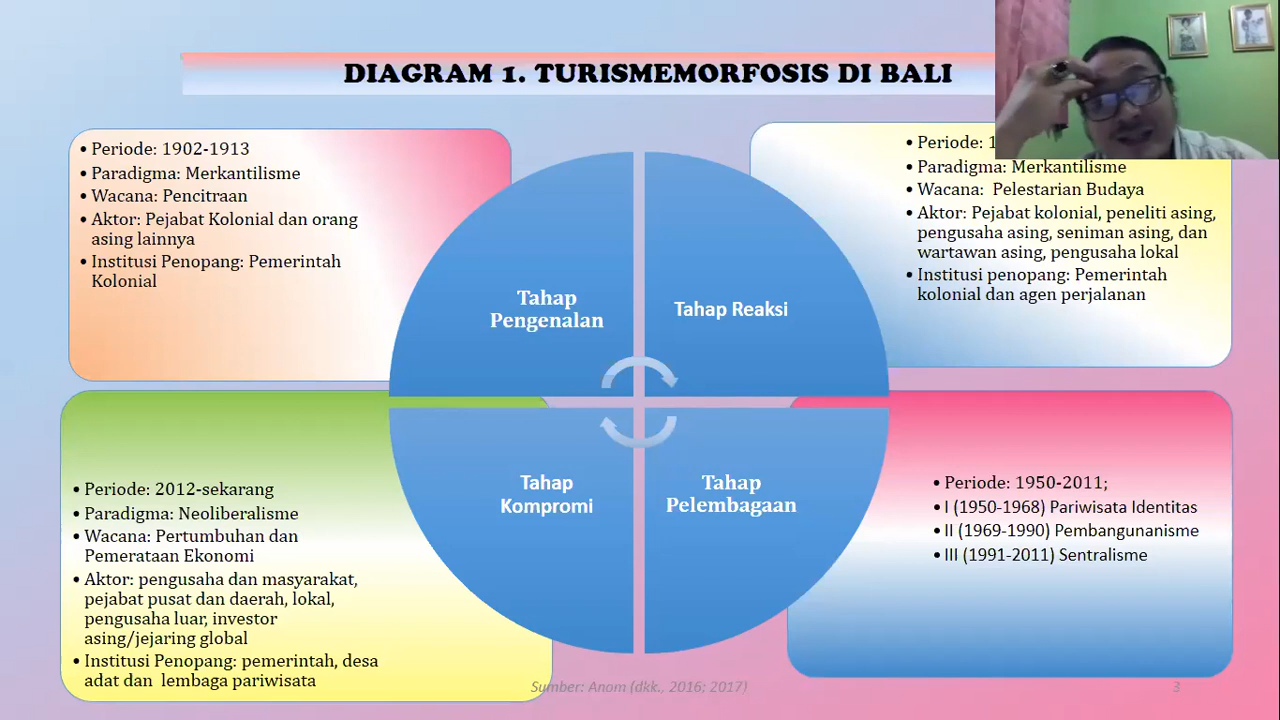 DIAGRAM 1. TURISMEMORFOSIS DI BALI
• Periode: 1902-1913
• Paradigma: Merkantilisme
• Wacana: Pencitraan
• Aktor: Pejabat Kolonial dan orang
asing lainnya
• Institusi Penopang: Pemerintah
Kolonial
• Periode: 1
• Paradigma: Merkantilisme
• Wacana: Pelestarian Budaya
• Aktor: Pejabat kolonial, peneliti asing,
pengusaha asing, seniman asing, dan
wartawan asing, pengusaha lokal
• Institusi penopang: Pemerintah
kolonial dan agen perjalanan
Tahap
Pengenalan
Tahap Reaksi
Tahap
Kompromi
Tahap
Pelembagaan
• Periode: 2012-sekarang
• Paradigma: Neoliberalisme
• Wacana: Pertumbuhan dan
Pemerataan Ekonomi
• Aktor: pengusaha dan masyarakat,
pejabat pusat dan daerah, lokal,
pengusaha luar, investor
asing/jejaring global
• Institusi Penopang: pemerintah, desa
adat dan lembaga pariwisata
• Periode: 1950-2011;
• I (1950-1968) Pariwisata Identitas
• II (1969-1990) Pembangunanisme
• III (1991-2011) Sentralisme
Sumber: Anom (dkk., 2016; 2017)
3